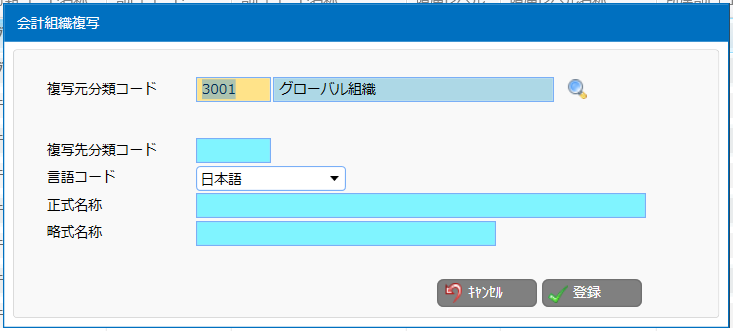 会計組織複写
複写元分類コード 3001 グローバル組織
複写先分類コード
言語コード 日本語
正式名称
略式名称
ｷｬﾝｾﾙ 登録